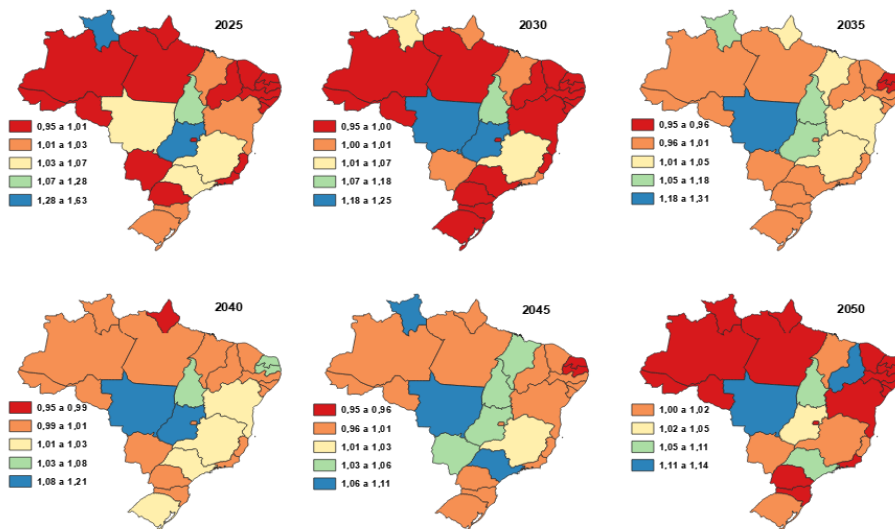 2025
0,95 a 1,01
1,01 a 1,03
1,03 a 1,07
1,07 a 1,28
1,28 a 1,63
2030
0,95 a 1,00
1,00 a 1,01
1,01 a 1,07
1,07 a 1,18
1,18 a 1,25
2035
0,95 a 0,96
0,96 a 1,01
1,01 a 1,05
1,05 a 1,18
1,18 a 1,31
2040
0,95 a 0,99
0,99 a 1,01
1,01 a 1,03
1,03 a 1,08
1,08 a 1,21
2045
0,95 a 0,96
0,96 a 1,01
1,01 a 1,03
1,03 a 1,06
1,06 a 1,11
2050
1,00 a 1,02
1,02 a 1,05
1,05 a 1,11
1,11 a 1,14